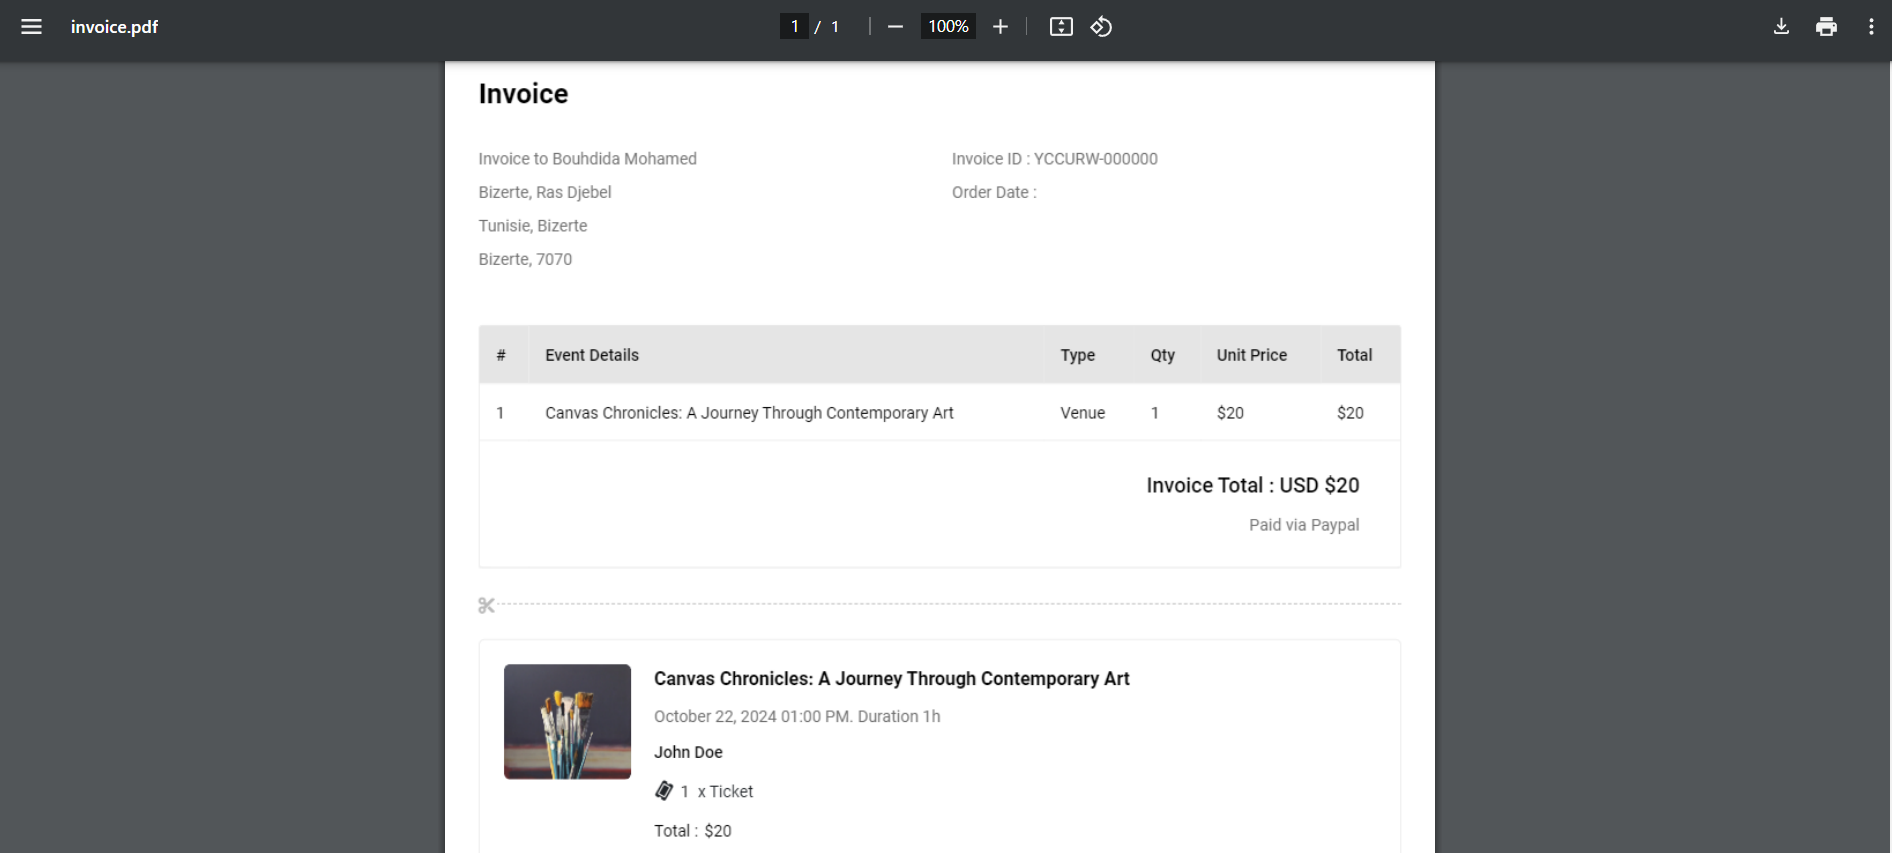 invoice.pdf
1 / 1
100%
Invoice
Invoice to Bouhdida Mohamed
Bizerte, Ras Djebel
Tunisie, Bizerte
Bizerte, 7070
Invoice ID : YCCURW-000000
Order Date :
# Event Details Type Qty Unit Price Total
1 Canvas Chronicles: A Journey Through Contemporary Art Venue 1 $20 $20
Invoice Total : USD $20
Paid via Paypal
Canvas Chronicles: A Journey Through Contemporary Art
October 22, 2024 01:00 PM. Duration 1h
John Doe
1 x Ticket
Total : $20